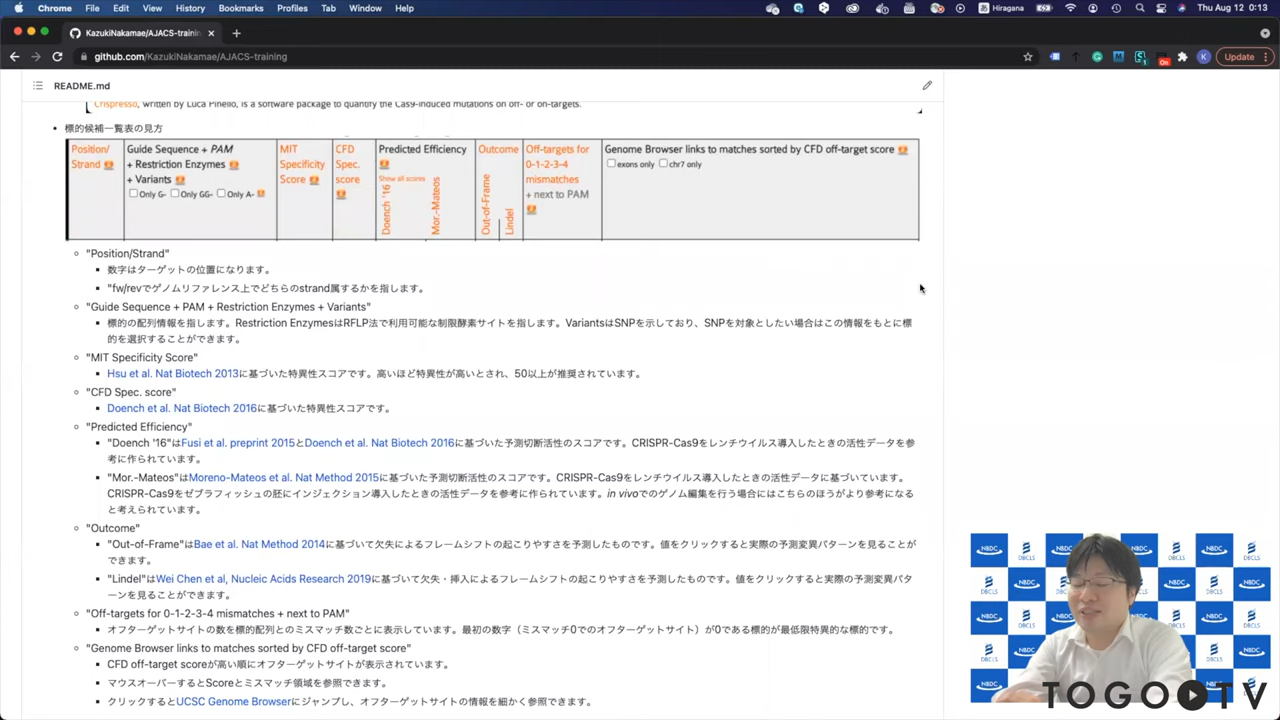 Chrome File Edit View History Bookmarks Profiles Tab Window Help Hiragana Thu Aug 12 0:13
KazukiNakamae/AJACS-trainin
github.com/KazukiNakamae/AJACS-training
On
K
Update
README.md
Crispresso, written by Luca Pinello, is a software package to quantify the Cas9-induced mutations on off- or on-targets.
標的候補一覧表の見方
Position/
Strand
Guide Sequence + PAM
+ Restriction Enzymes
+ Variants
Only G- Only GG- Only A-
MIT
Specificity
Score
CFD
Spec.
score
Predicted Efficiency
Show all scores
Doench '16
Mor.-Mateos
Outcome
Out-of-Frame
Lindel
Off-targets for
0-1-2-3-4
mismatches
+ next to PAM
Genome Browser links to matches sorted by CFD off-target score
exons only chr7 only
"Position/Strand"
数字はターゲットの位置になります。
"fw/revでゲノムリファレンス上でどちらのstrand属するかを指します。
"Guide Sequence + PAM + Restriction Enzymes + Variants"
標的の配列情報を指します。Restriction EnzymesはRFLP法で利用可能な制限酵素サイトを指します。VariantsはSNPを示しており、SNPを対象としたい場合はこの情報をもとに標
的を選択することができます。
"MIT Specificity Score"
Hsu et al. Nat Biotech 2013に基づいた特異性スコアです。高いほど特異性が高いとされ、50以上が推奨されています。
"CFD Spec. score"
Doench et al. Nat Biotech 2016に基づいた特異性スコアです。
"Predicted Efficiency"
"Doench '16"はFusi et al. preprint 2015とDoench et al. Nat Biotech 2016に基づいた予測切断活性のスコアです。CRISPR-Cas9をレンチウイルス導入したときの活性データを参
考に作られています。
"Mor.-Mateos"はMoreno-Mateos et al. Nat Method 2015に基づいた予測切断活性のスコアです。CRISPR-Cas9をレンチウイルス導入したときの活性データに基づいています。
CRISPR-Cas9をゼブラフィッシュの胚にインジェクション導入したときの活性データを参考に作られています。in vivoでのゲノム編集を行う場合にはこちらのほうがより参考になる
と考えられています。
"Outcome"
"Out-of-Frame"はBae et al. Nat Method 2014に基づいて欠失によるフレームシフトの起こりやすさを予測したものです。値をクリックすると実際の予測変異パターンを見ることが
できます。
"Lindel"はWei Chen et al, Nucleic Acids Research 2019に基づいて欠失・挿入によるフレームシフトの起こりやすさを予測したものです。値をクリックすると実際の予測変異パタ
ーンを見ることができます。
"Off-targets for 0-1-2-3-4 mismatches + next to PAM"
オフターゲットサイトの数を標的配列とのミスマッチ数ごとに表示しています。最初の数字（ミスマッチ0でのオフターゲットサイト）が0である標的が最低限特異的な標的です。
"Genome Browser links to matches sorted by CFD off-target score"
CFD off-target scoreが高い順にオフターゲットサイトが表示されています。
マウスオーバーするとScoreとミスマッチ領域を参照できます。
クリックするとUCSC Genome Browserにジャンプし、オフターゲットサイトの情報を細かく参照できます。
NBDC DBCLS NBDC NBDC DBCLS NBDC DBCLS
DBCLS NBDC DBCLS NBDC
NBDC DBCLS NBDC DBCLS
DBCLS NBDC
NBDC
TOGO TV